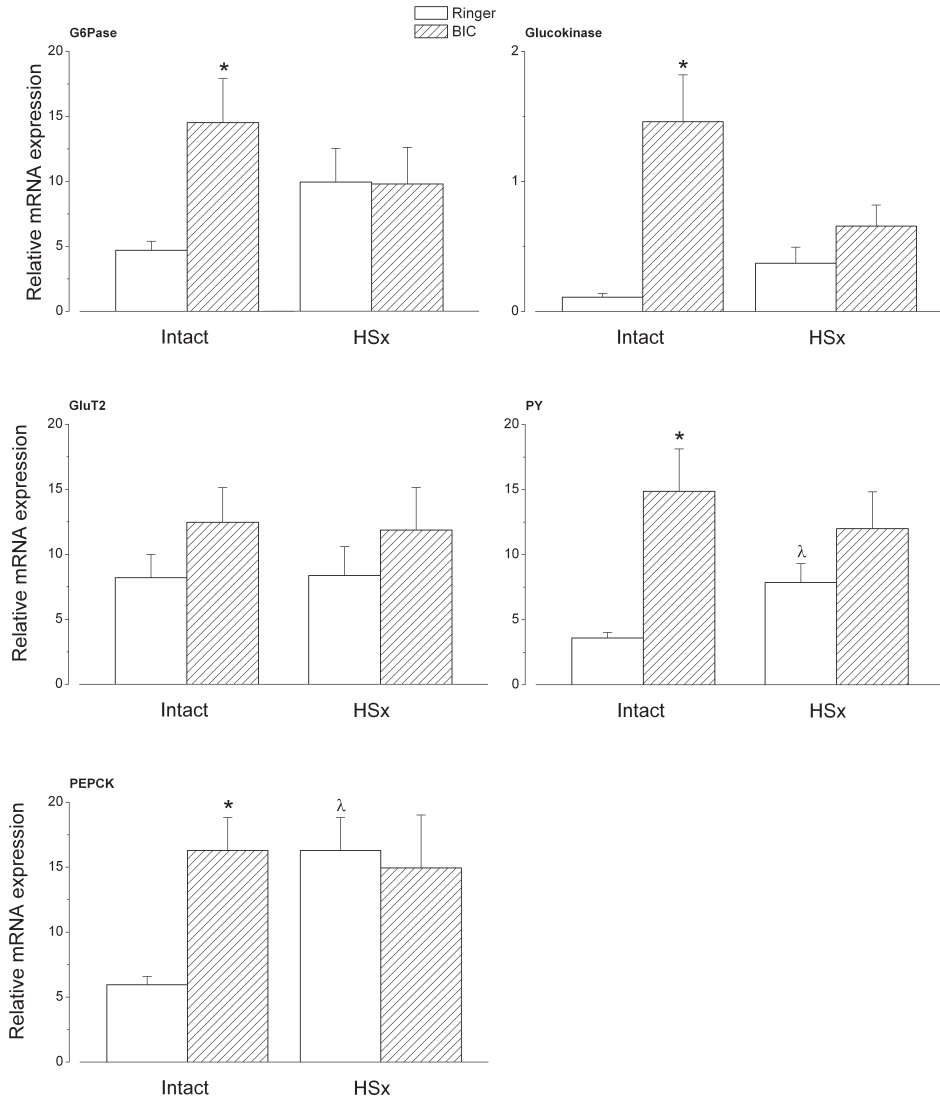 Ringer
BIC
G6Pase
Relative mRNA expression
20
*
15
10
5
0
Intact
HSx
Glucokinase
2
*
1
0
Intact
HSx
GluT2
Relative mRNA expression
20
15
10
5
0
Intact
HSx
PY
20
*
15
λ
10
5
0
Intact
HSx
PEPCK
Relative mRNA expression
20
*
λ
15
10
5
0
Intact
HSx